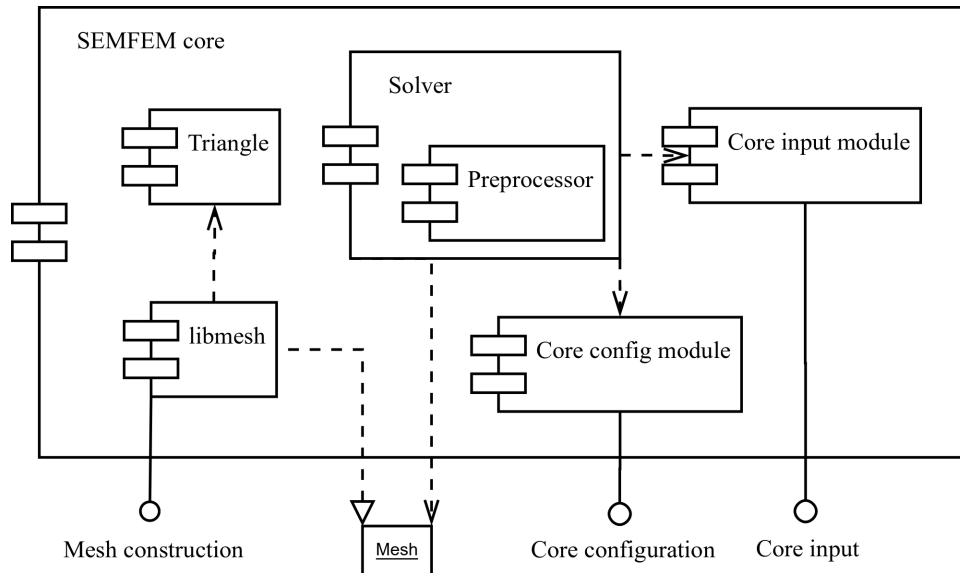 SEMFEM core
Solver
Triangle
Core input module
Preprocessor
libmesh
Core config module
Mesh construction
Mesh
Core configuration
Core input